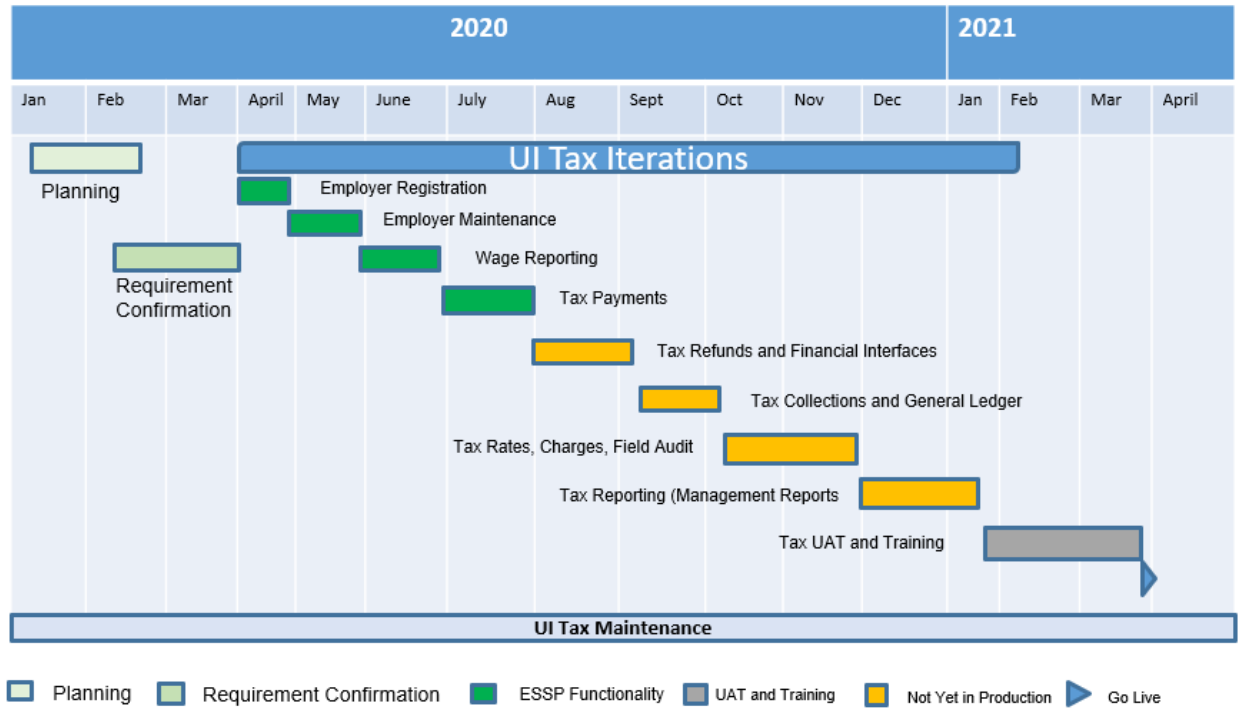 2020
2021
Jan Feb Mar April May June July Aug Sept Oct Nov Dec Jan Feb Mar April
UI Tax Iterations
Planning
Employer Registration
Employer Maintenance
Wage Reporting
Requirement
Confirmation
Tax Payments
Tax Refunds and Financial Interfaces
Tax Collections and General Ledger
Tax Rates, Charges, Field Audit
Tax Reporting (Management Reports
Tax UAT and Training
UI Tax Maintenance
Planning Requirement Confirmation ESSP Functionality UAT and Training Not Yet in Production Go Live